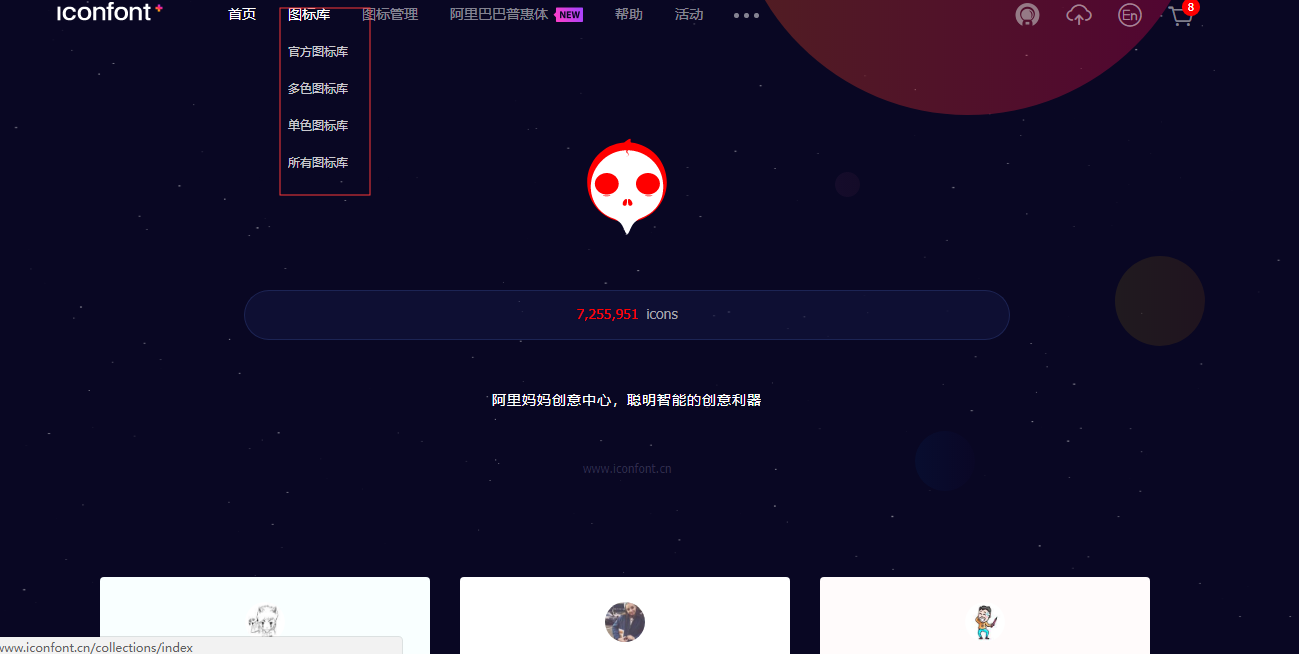 iconfont+
首页 图标库 图标管理 阿里巴巴普惠体 NEW 帮助 活动 En 8
官方图标库
多色图标库
单色图标库
所有图标库
7,255,951 icons
阿里妈妈创意中心，聪明智能的创意利器
www.iconfont.cn
www.iconfont.cn/collections/index